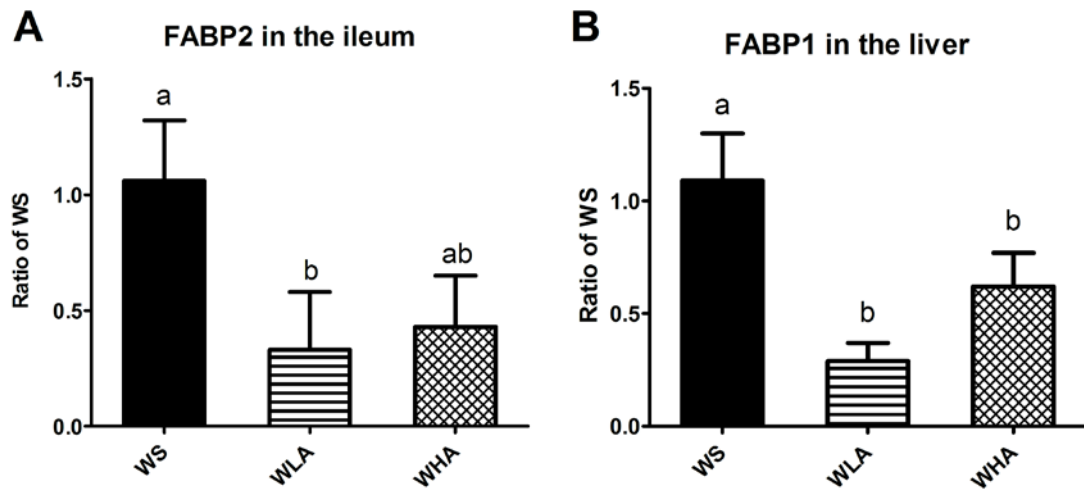 A
FABP2 in the ileum
Ratio of WS
1.5
1.0
0.5
0.0
a
b
ab
WS
WLA
WHA
B
FABP1 in the liver
Ratio of WS
1.5
1.0
0.5
0.0
a
b
b
WS
WLA
WHA